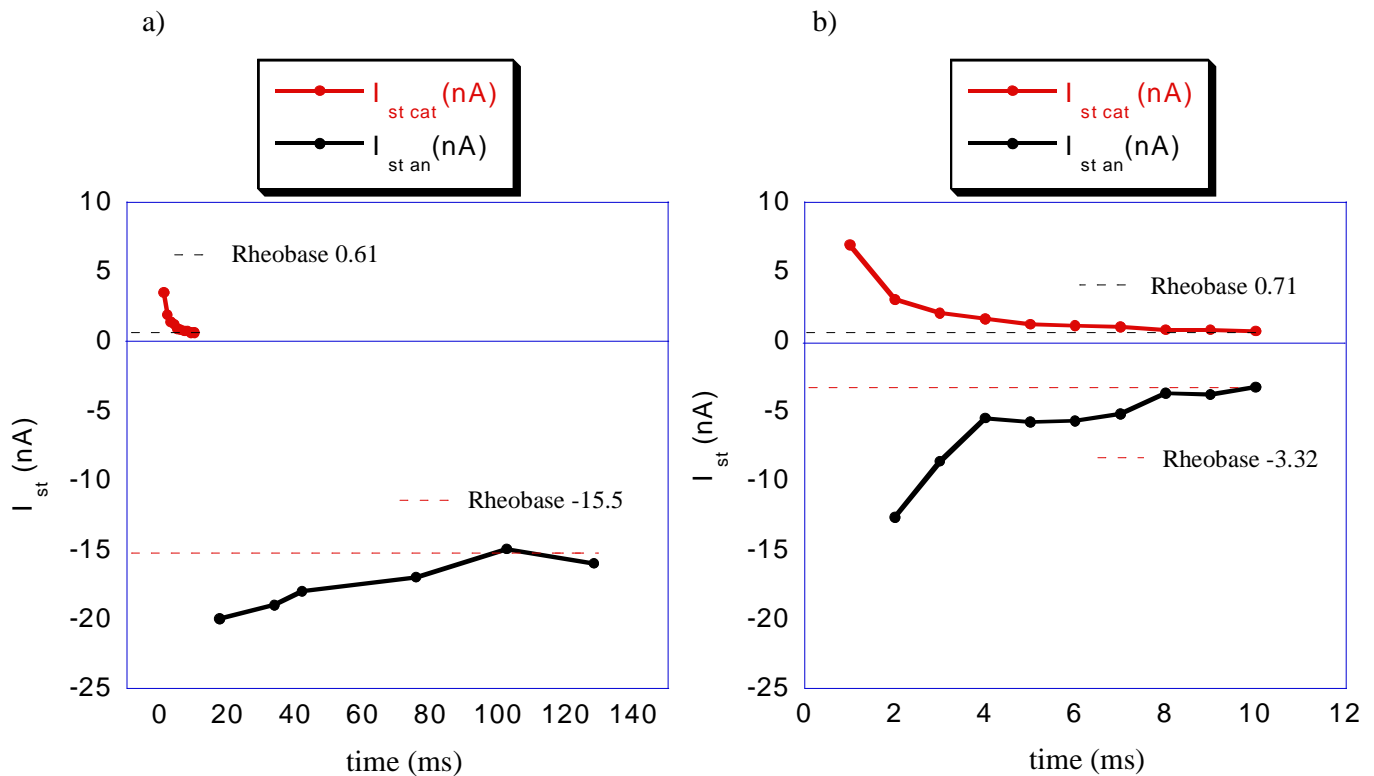 a)
I st cat (nA)
I st an (nA)
10
5
0
-5
-10
-15
-20
-25
I st (nA)
Rheobase 0.61
Rheobase -15.5
0 20 40 60 80 100 120 140
time (ms)
b)
I st cat (nA)
I st an (nA)
10
5
0
-5
-10
-15
-20
-25
I st (nA)
Rheobase 0.71
Rheobase -3.32
0 2 4 6 8 10 12
time (ms)